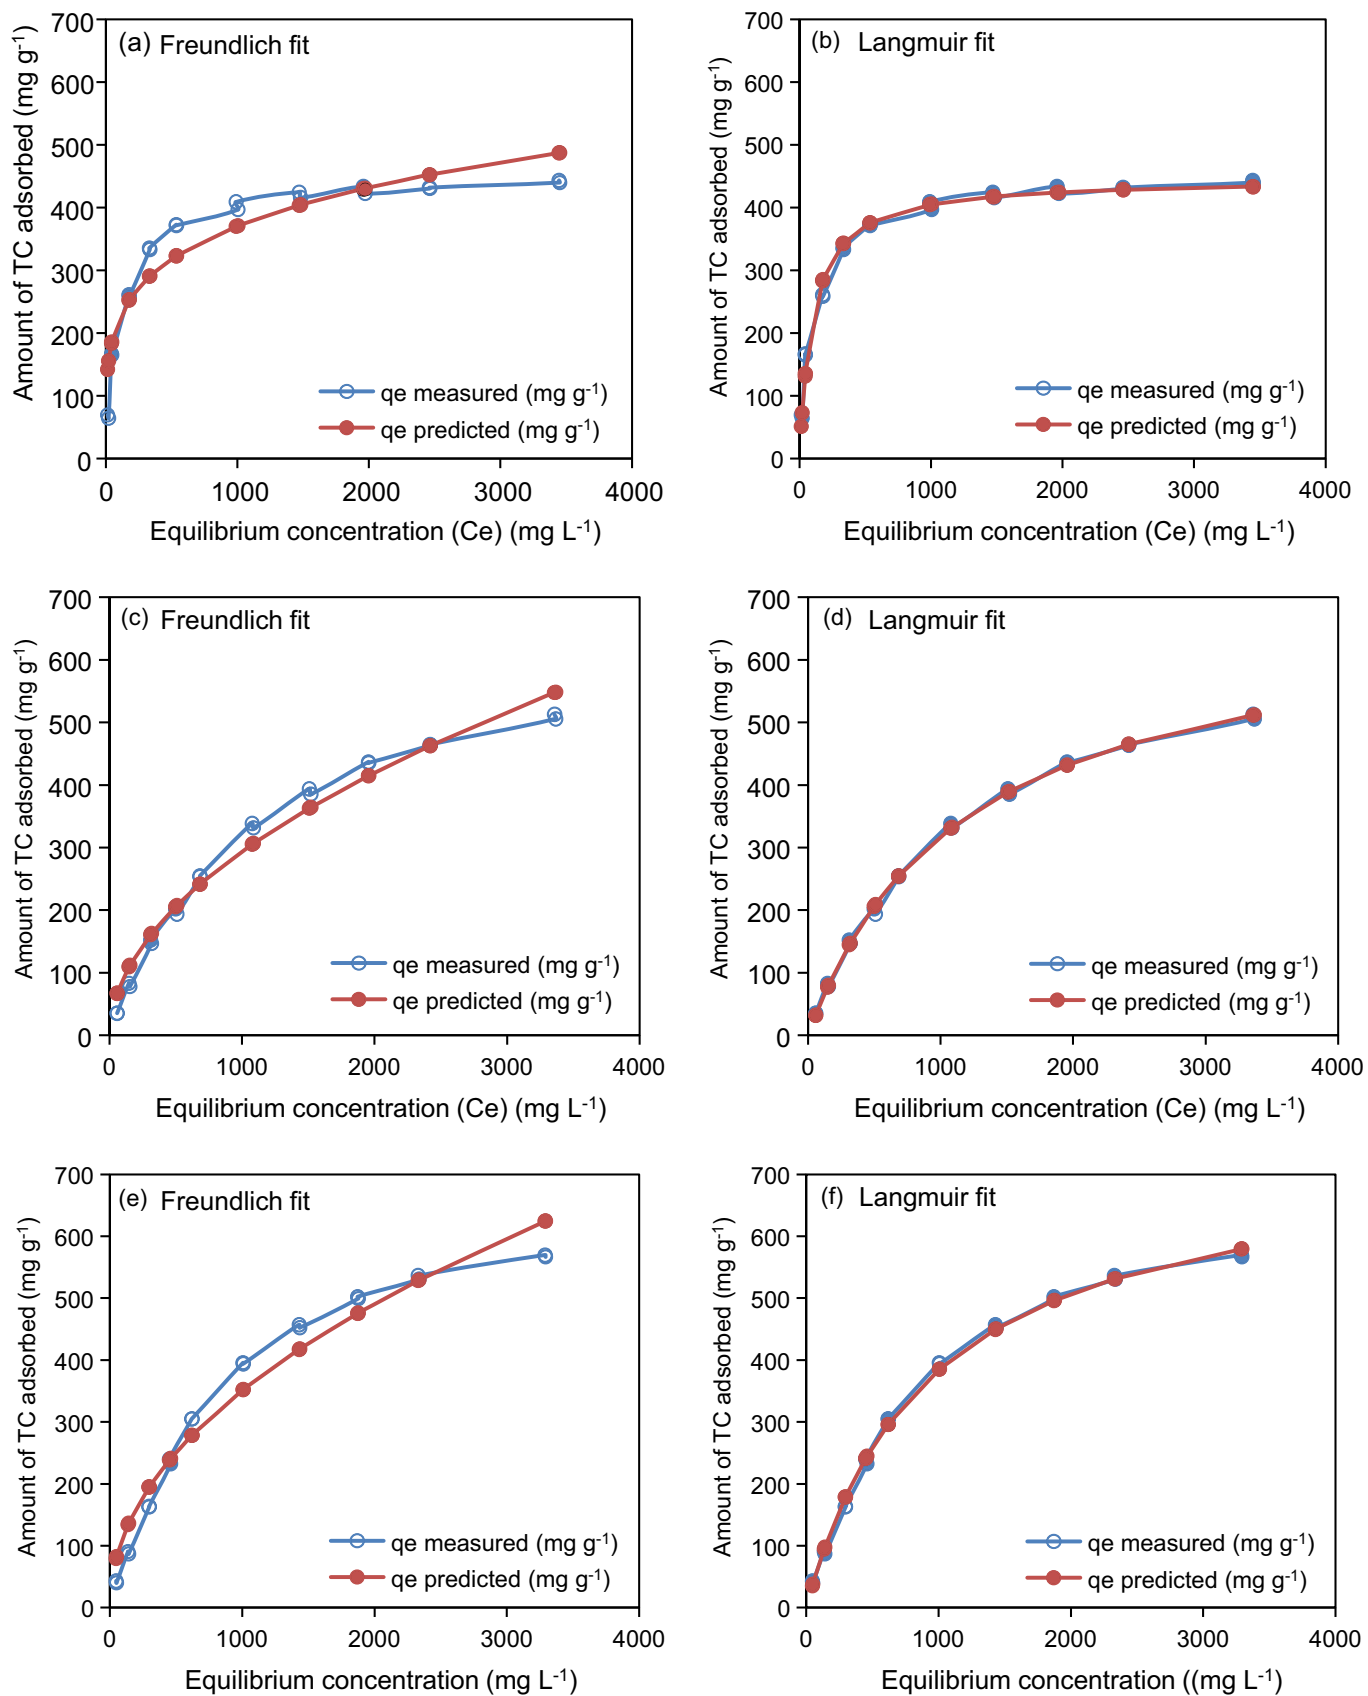 (a) Freundlich fit
Amount of TC adsorbed (mg g-1)
700
600
500
400
300
200
100
0
qe measured (mg g-1)
qe predicted (mg g-1)
0 1000 2000 3000 4000
Equilibrium concentration (Ce) (mg L-1)
(b) Langmuir fit
Amount of TC adsorbed (mg g-1)
700
600
500
400
300
200
100
0
qe measured (mg g-1)
qe predicted (mg g-1)
0 1000 2000 3000 4000
Equilibrium concentration (Ce) (mg L-1)
(c) Freundlich fit
Amount of TC adsorbed (mg g-1)
700
600
500
400
300
200
100
0
qe measured (mg g-1)
qe predicted (mg g-1)
0 1000 2000 3000 4000
Equilibrium concentration (Ce) (mg L-1)
(d) Langmuir fit
Amount of TC adsorbed (mg g-1)
700
600
500
400
300
200
100
0
qe measured (mg g-1)
qe predicted (mg g-1)
0 1000 2000 3000 4000
Equilibrium concentration (Ce) (mg L-1)
(e) Freundlich fit
Amount of TC adsorbed (mg g-1)
700
600
500
400
300
200
100
0
qe measured (mg g-1)
qe predicted (mg g-1)
0 1000 2000 3000 4000
Equilibrium concentration (mg L-1)
(f) Langmuir fit
Amount of TC adsorbed (mg g-1)
700
600
500
400
300
200
100
0
qe measured (mg g-1)
qe predicted (mg g-1)
0 1000 2000 3000 4000
Equilibrium concentration ((mg L-1)